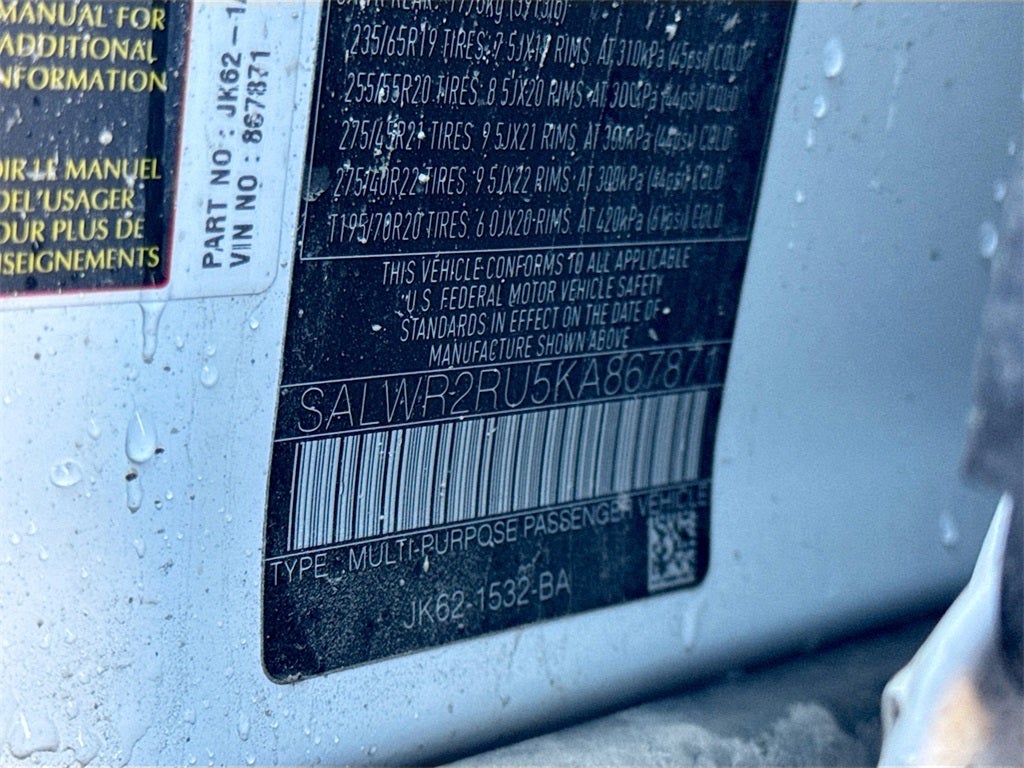 MANUAL FOR
ADDITIONAL
NFORMATION
OIR LE MANUEL
DEL'USAGER
OUR PLUS DE
SEIGNEMENTS
PART NO : JK62-1
VIN NO : 867871
235/65R19 TIRES: 7.5JX19 RIMS: AT 310kPa (45psi) COLD
255/55R20 TIRES: 8.5JX20 RIMS: AT 300kPa (44psi) COLD
275/45R21 TIRES: 9.5JX21 RIMS: AT 300kPa (44psi) COLD
275/40R22 TIRES: 9.5JX22 RIMS: AT 300kPa (44psi) COLD
T195/70R20 TIRES: 6.0JX20 RIMS: AT 420kPa (61psi) COLD
THIS VEHICLE CONFORMS TO ALL APPLICABLE
U.S. FEDERAL MOTOR VEHICLE SAFETY
STANDARDS IN EFFECT ON THE DATE OF
MANUFACTURE SHOWN ABOVE
SALWR2RU5KA867871
TYPE : MULTI-PURPOSE PASSENGER VEHICLE
JK62-1532-BA